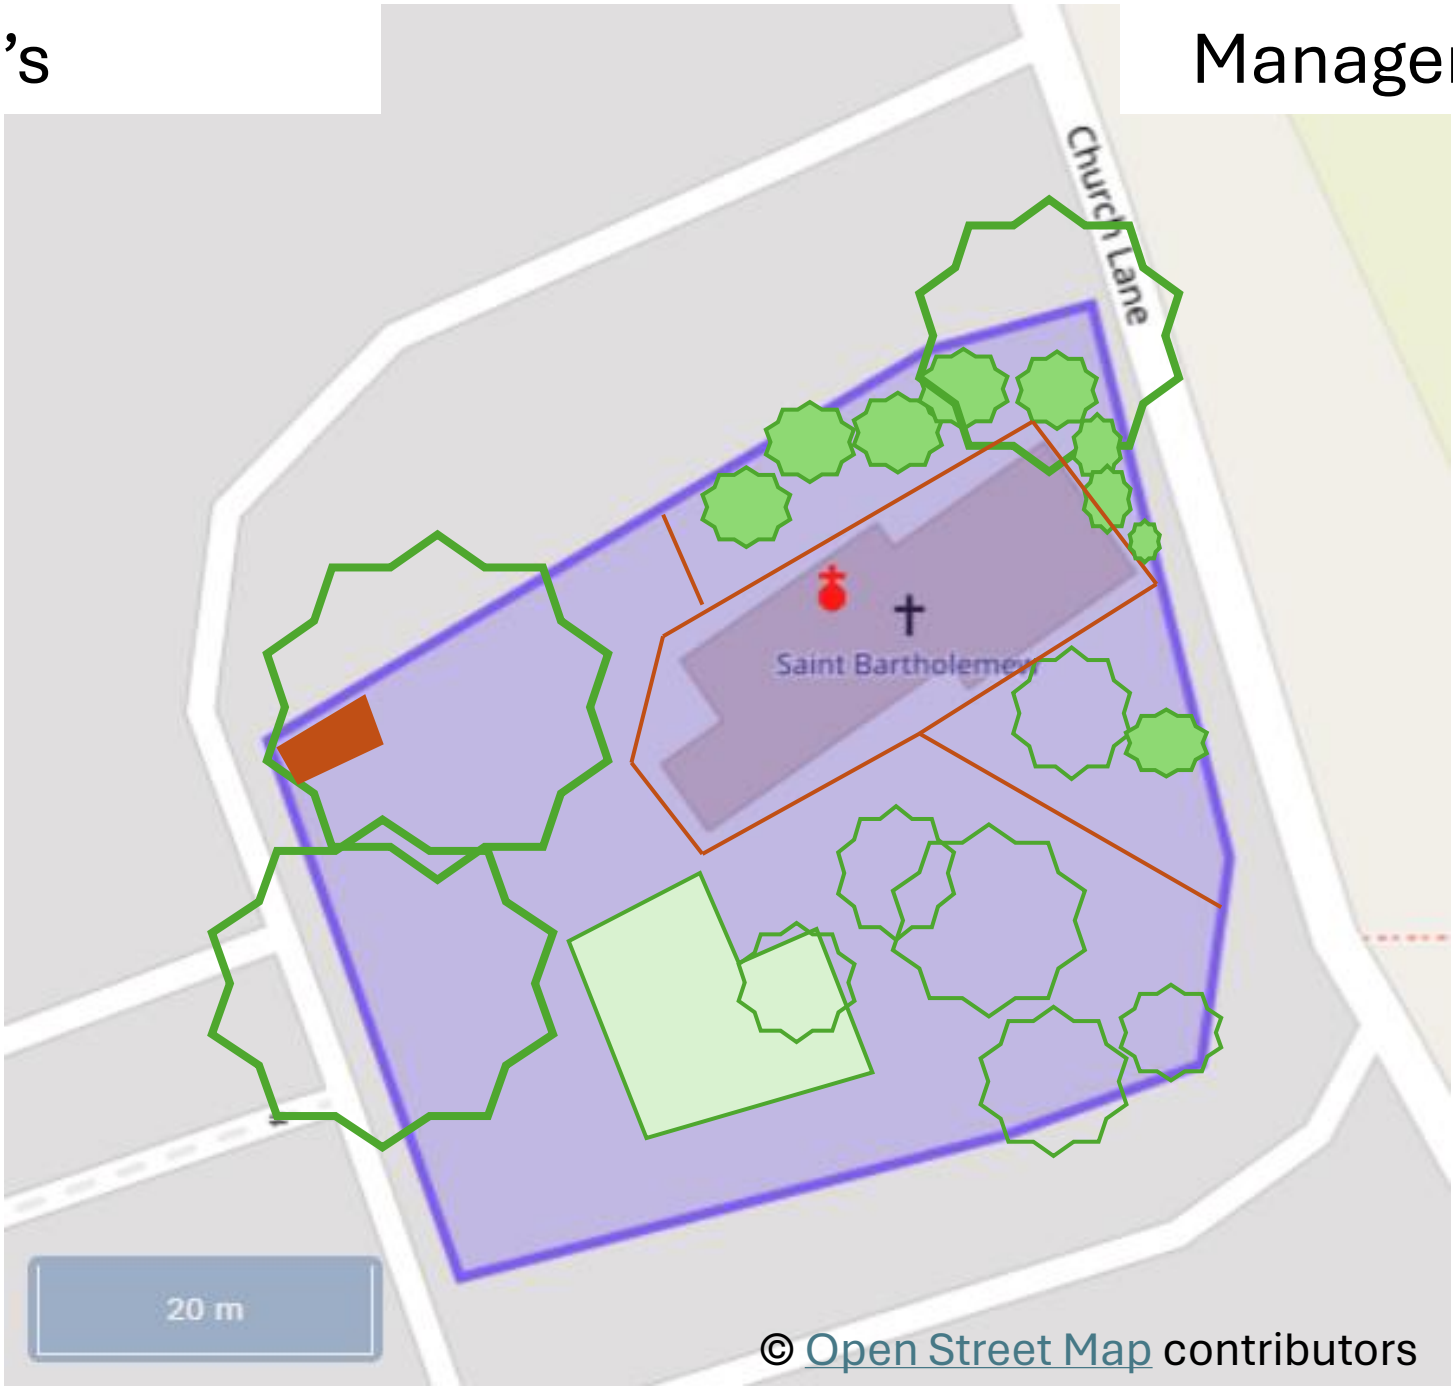 ’s
Manage
Church Lane
Saint Bartholemew
20 m
© Open Street Map contributors